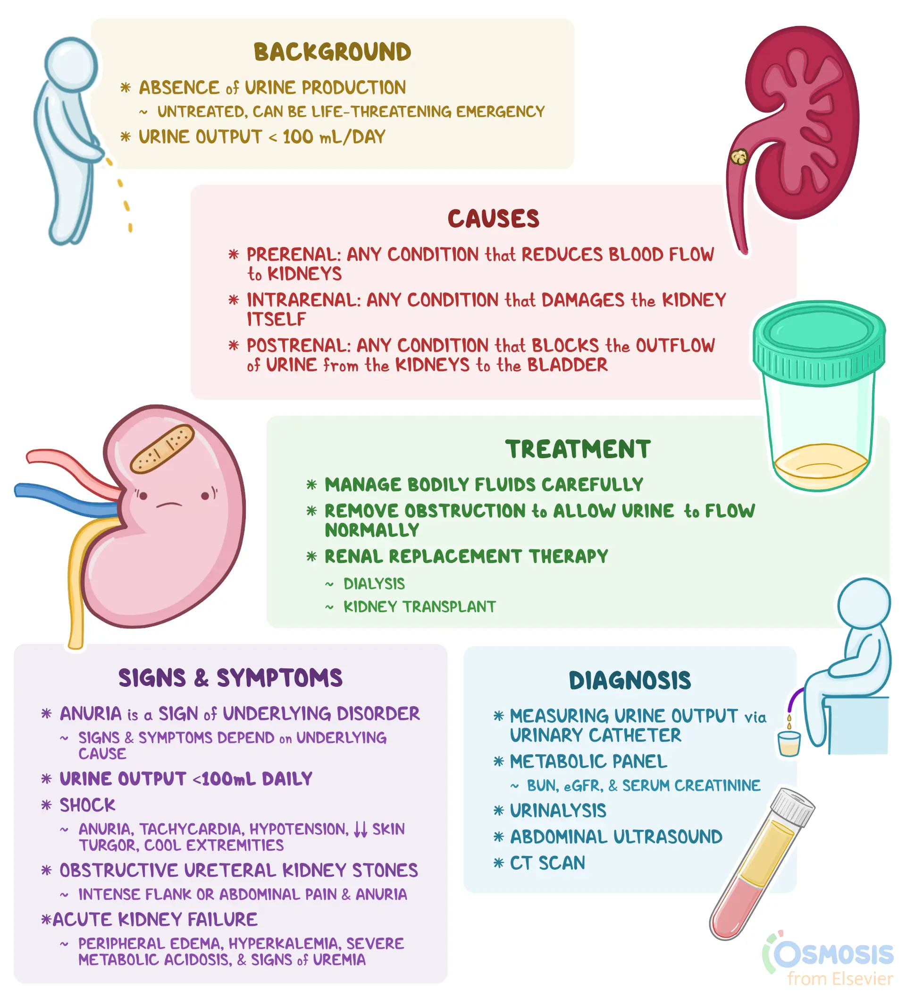 BACKGROUND
* ABSENCE of URINE PRODUCTION
~ UNTREATED, CAN BE LIFE-THREATENING EMERGENCY
* URINE OUTPUT < 100 mL/DAY
CAUSES
* PRERENAL: ANY CONDITION that REDUCES BLOOD FLOW
to KIDNEYS
* INTRARENAL: ANY CONDITION that DAMAGES the KIDNEY
ITSELF
* POSTRENAL: ANY CONDITION that BLOCKS the OUTFLOW
of URINE from the KIDNEYS to the BLADDER
TREATMENT
* MANAGE BODILY FLUIDS CAREFULLY
* REMOVE OBSTRUCTION to ALLOW URINE to FLOW
NORMALLY
* RENAL REPLACEMENT THERAPY
~ DIALYSIS
~ KIDNEY TRANSPLANT
SIGNS & SYMPTOMS
* ANURIA is a SIGN of UNDERLYING DISORDER
~ SIGNS & SYMPTOMS DEPEND on UNDERLYING
CAUSE
* URINE OUTPUT <100mL DAILY
* SHOCK
~ ANURIA, TACHYCARDIA, HYPOTENSION, ↓↓ SKIN
TURGOR, COOL EXTREMITIES
* OBSTRUCTIVE URETERAL KIDNEY STONES
~ INTENSE FLANK OR ABDOMINAL PAIN & ANURIA
*ACUTE KIDNEY FAILURE
~ PERIPHERAL EDEMA, HYPERKALEMIA, SEVERE
METABOLIC ACIDOSIS, & SIGNS of UREMIA
DIAGNOSIS
* MEASURING URINE OUTPUT via
URINARY CATHETER
* METABOLIC PANEL
~ BUN, eGFR, & SERUM CREATININE
* URINALYSIS
* ABDOMINAL ULTRASOUND
* CT SCAN
OSMOSIS
from Elsevier